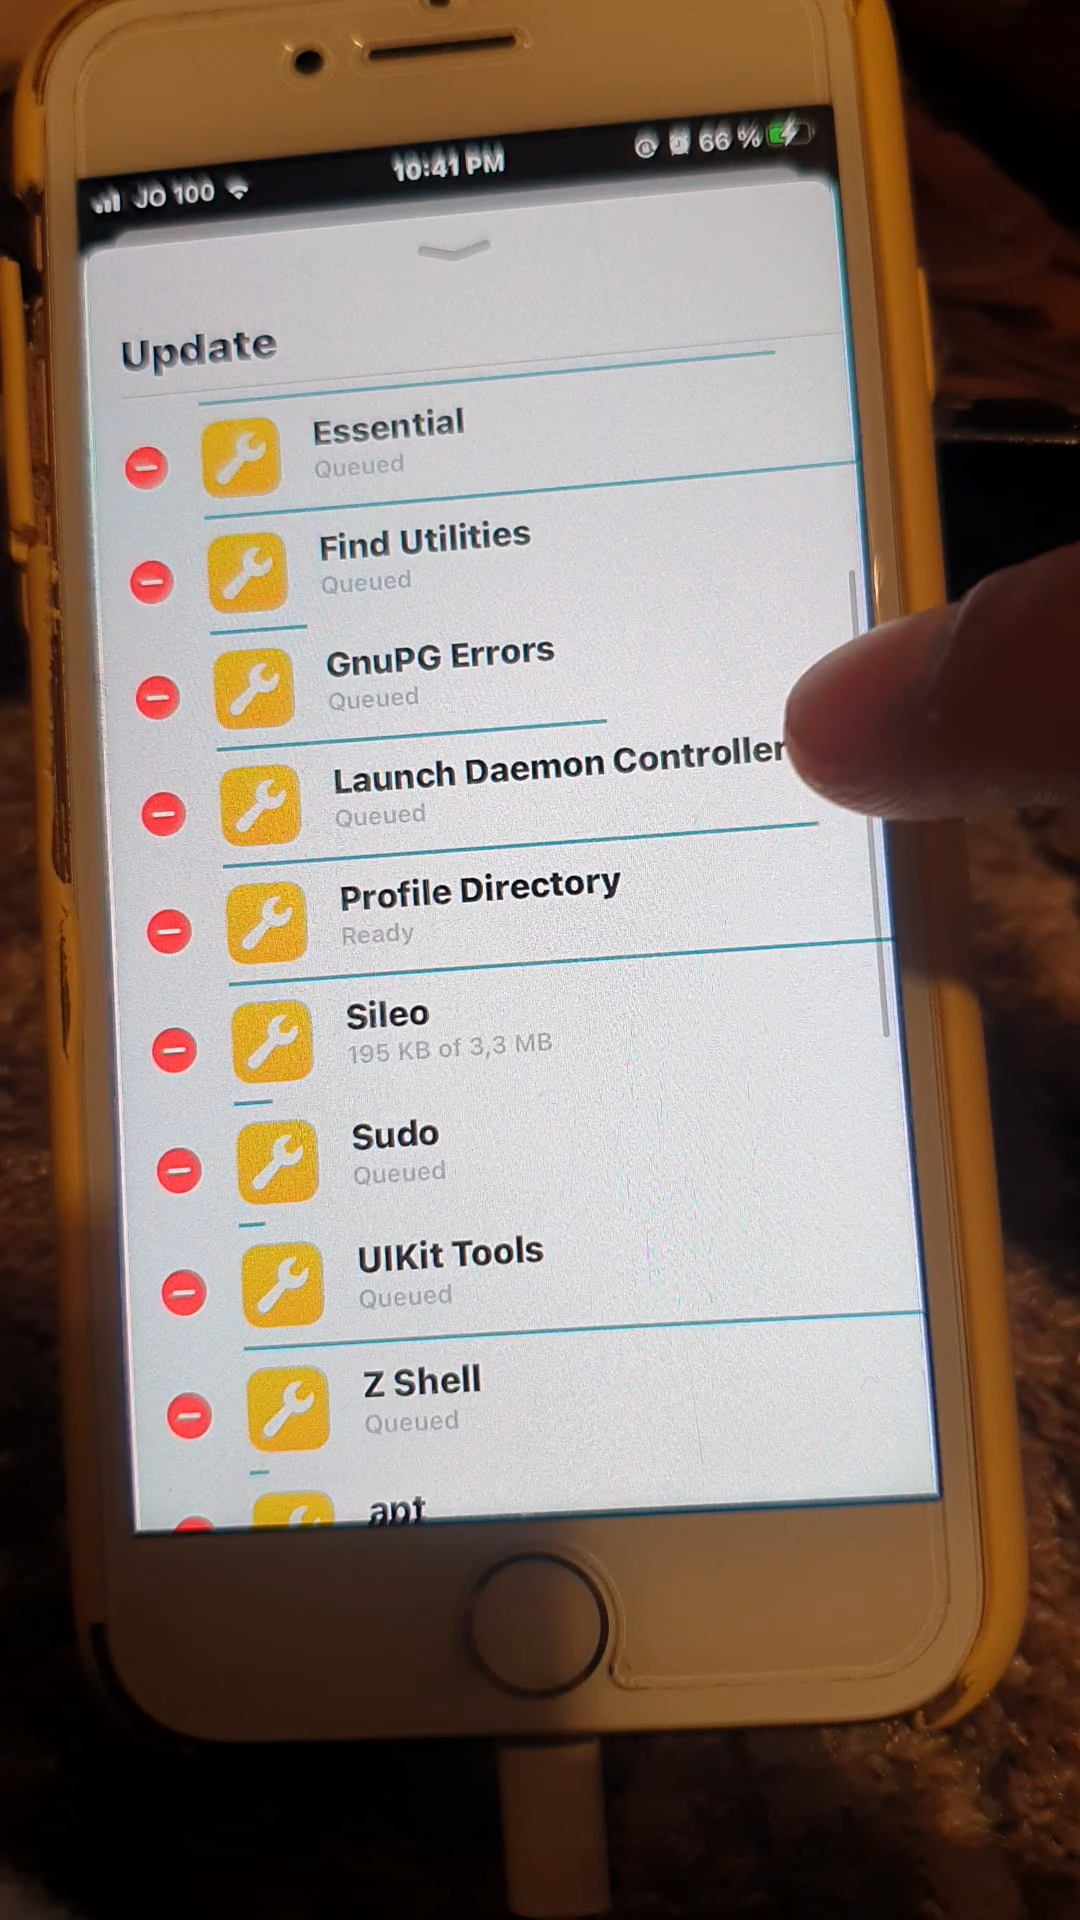 JO 100
10:41 PM
66 %
Update
Essential
Queued
Find Utilities
Queued
GnuPG Errors
Queued
Launch Daemon Controller
Queued
Profile Directory
Ready
Sileo
195 KB of 3,3 MB
Sudo
Queued
UIKit Tools
Queued
Z Shell
Queued
apt